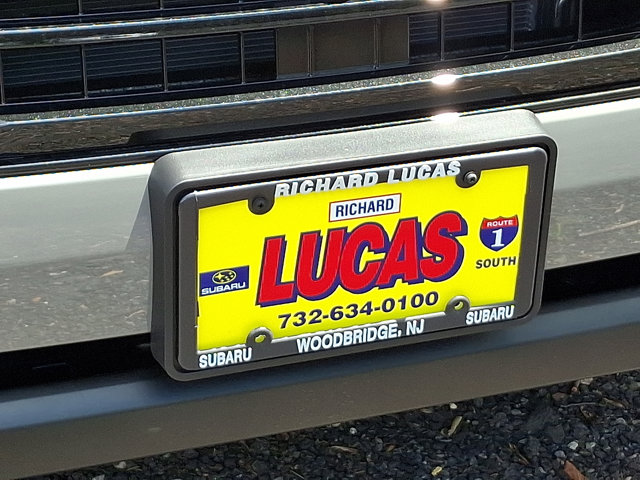 RICHARD LUCAS
RICHARD
LUCAS
ROUTE
1
SOUTH
SUBARU
732-634-0100
SUBARU WOODBRIDGE, NJ SUBARU